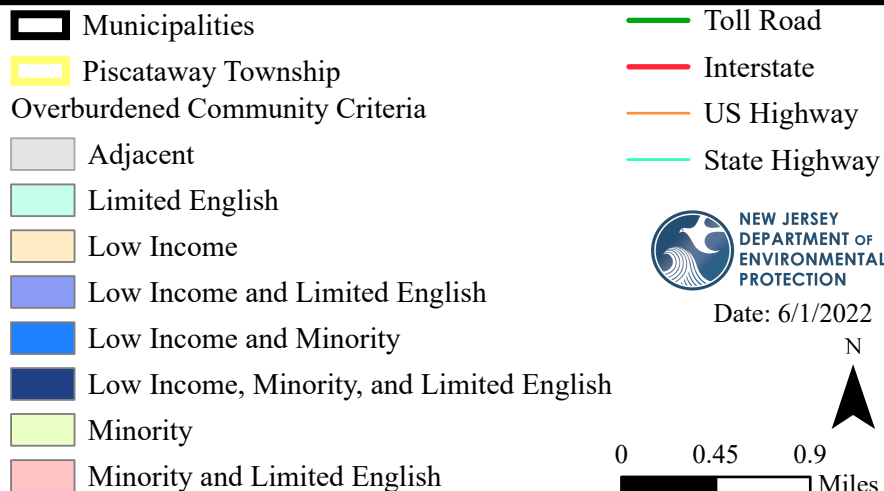 Municipalities
Piscataway Township
Overburdened Community Criteria
Adjacent
Limited English
Low Income
Low Income and Limited English
Low Income and Minority
Low Income, Minority, and Limited English
Minority
Minority and Limited English
Toll Road
Interstate
US Highway
State Highway
NEW JERSEY
DEPARTMENT OF
ENVIRONMENTAL
PROTECTION
Date: 6/1/2022
N
0 0.45 0.9
Miles